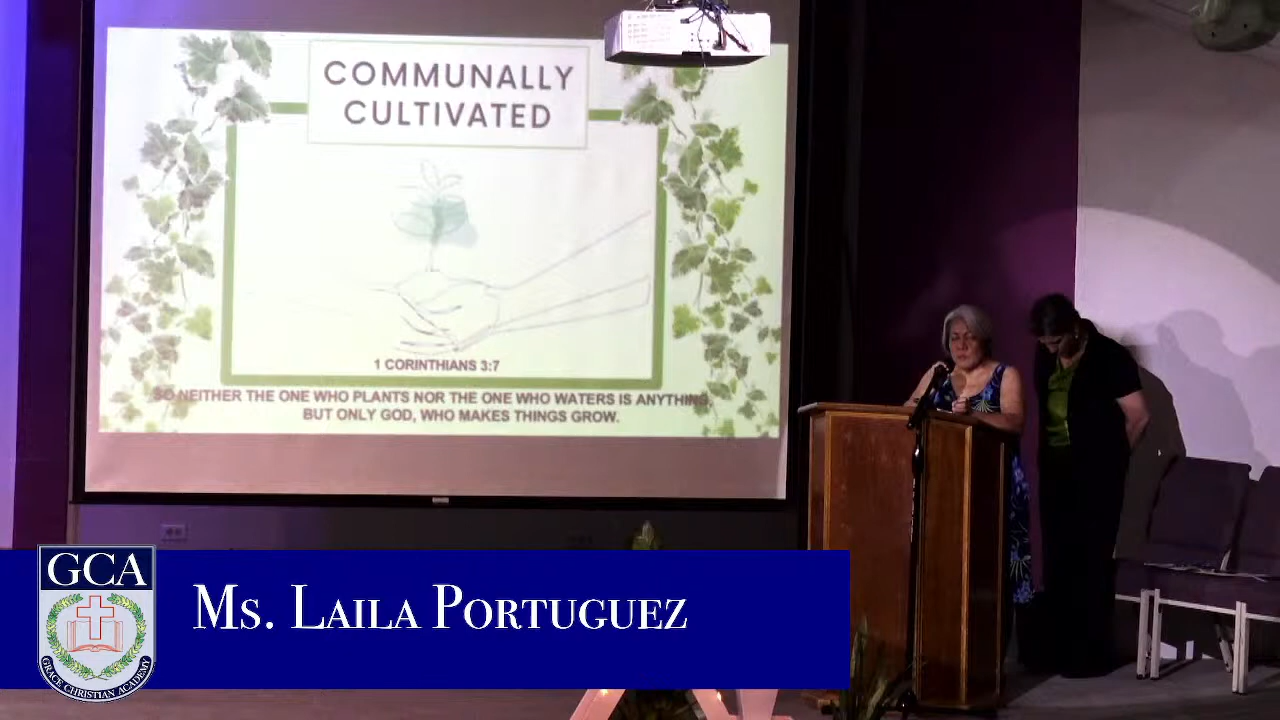 COMMUNALLY
CULTIVATED
1 CORINTHIANS 3:7
SO NEITHER THE ONE WHO PLANTS NOR THE ONE WHO WATERS IS ANYTHING,
BUT ONLY GOD, WHO MAKES THINGS GROW.
GCA
GRACE CHRISTIAN ACADEMY
Ms. Laila Portuguez